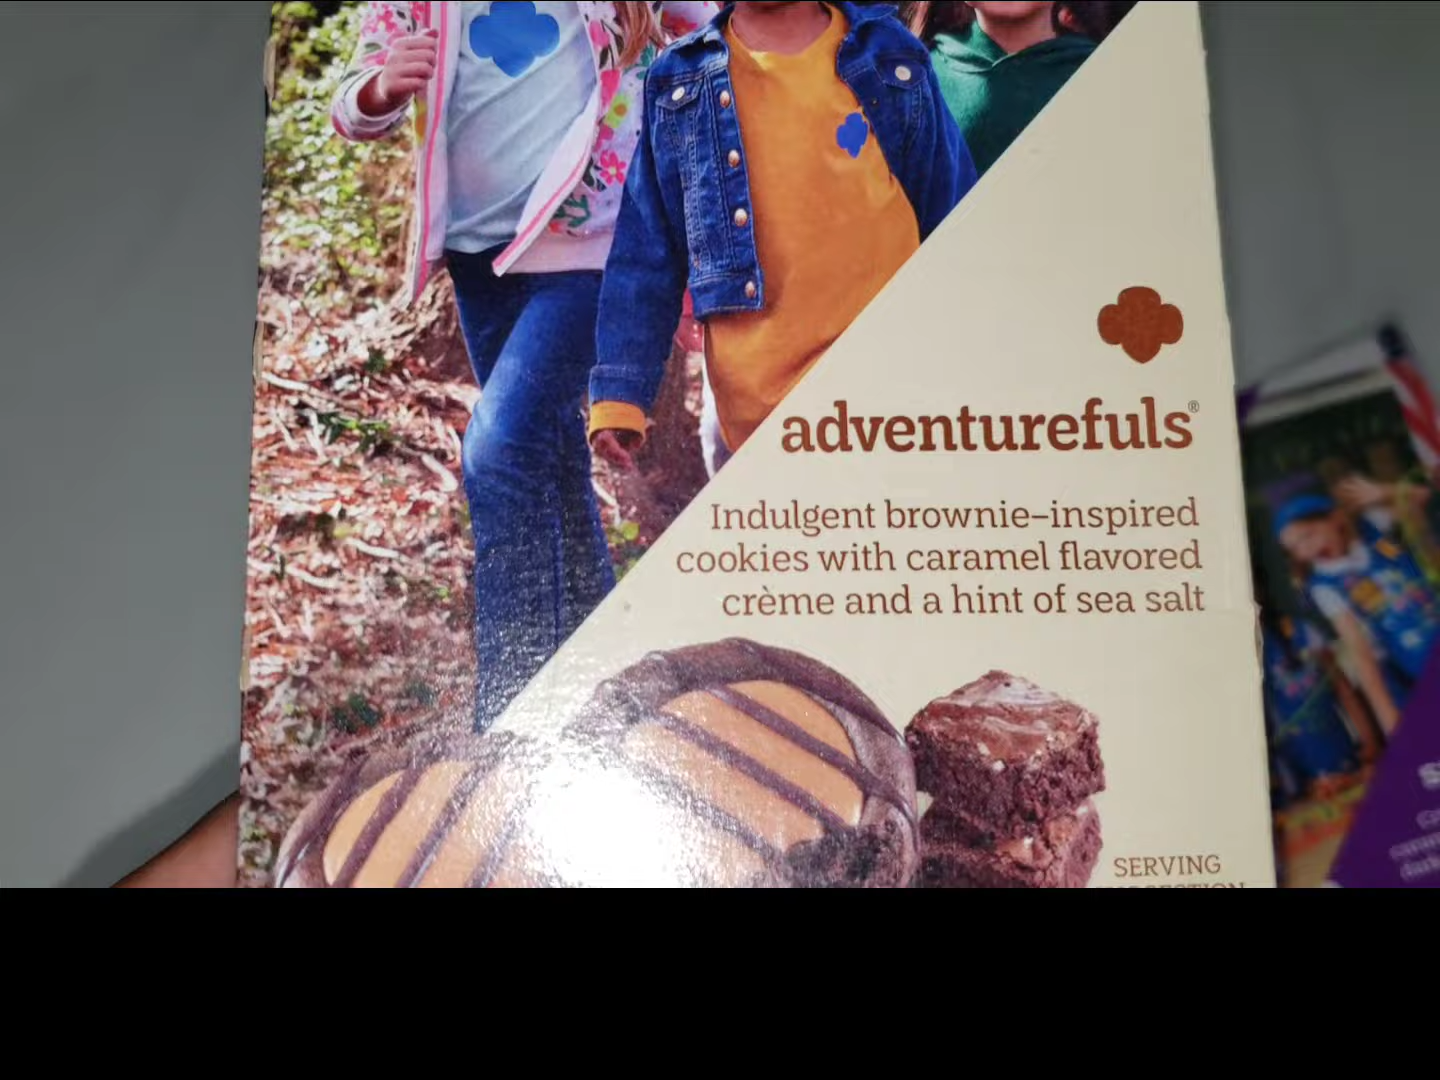 adventurefuls®
Indulgent brownie–inspired
cookies with caramel flavored
crème and a hint of sea salt
SERVING